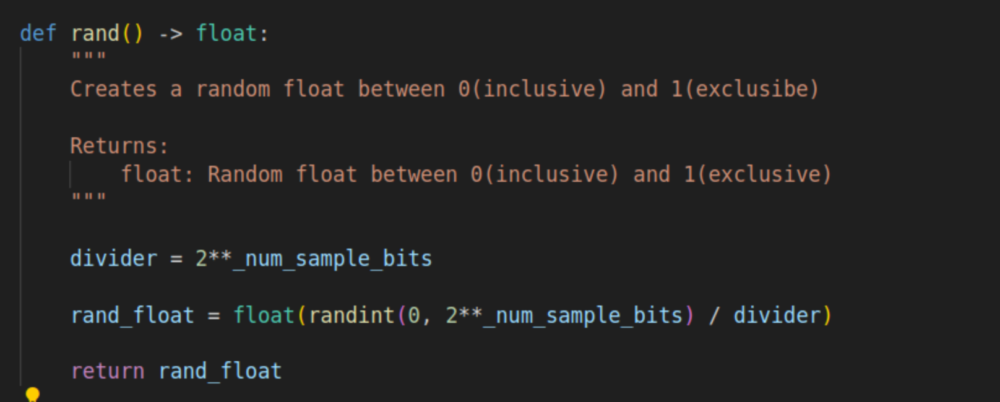 def rand() -> float:
"""
Creates a random float between 0(inclusive) and 1(exclusibe)
Returns:
float: Random float between 0(inclusive) and 1(exclusive)
"""
divider = 2**_num_sample_bits
rand_float = float(randint(0, 2**_num_sample_bits) / divider)
return rand_float